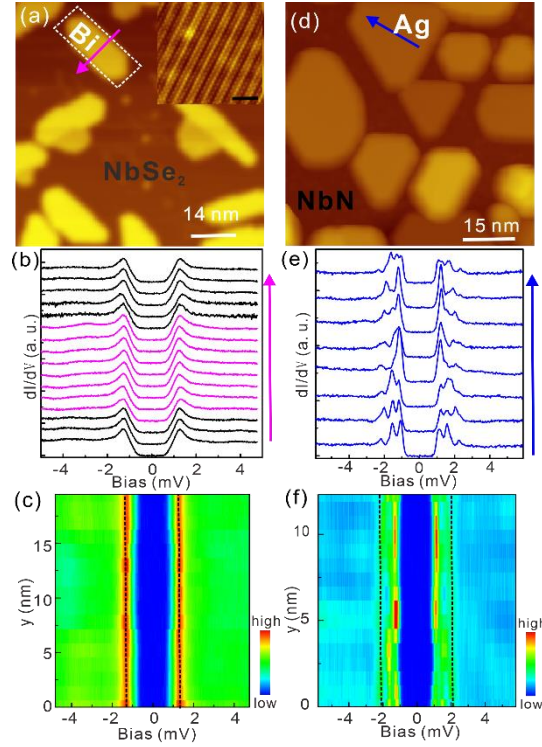 (a)
Bi
NbSe₂
14 nm
(d)
Ag
NbN
15 nm
(b)
dI/dV (a. u.)
-4 -2 0 2 4
Bias (mV)
(e)
dI/dV (a. u.)
-4 -2 0 2 4
Bias (mV)
(c)
y (nm)
15
10
5
0
high
low
-4 -2 0 2 4
Bias (mV)
(f)
y (nm)
10
5
0
high
low
-4 -2 0 2 4
Bias (mV)